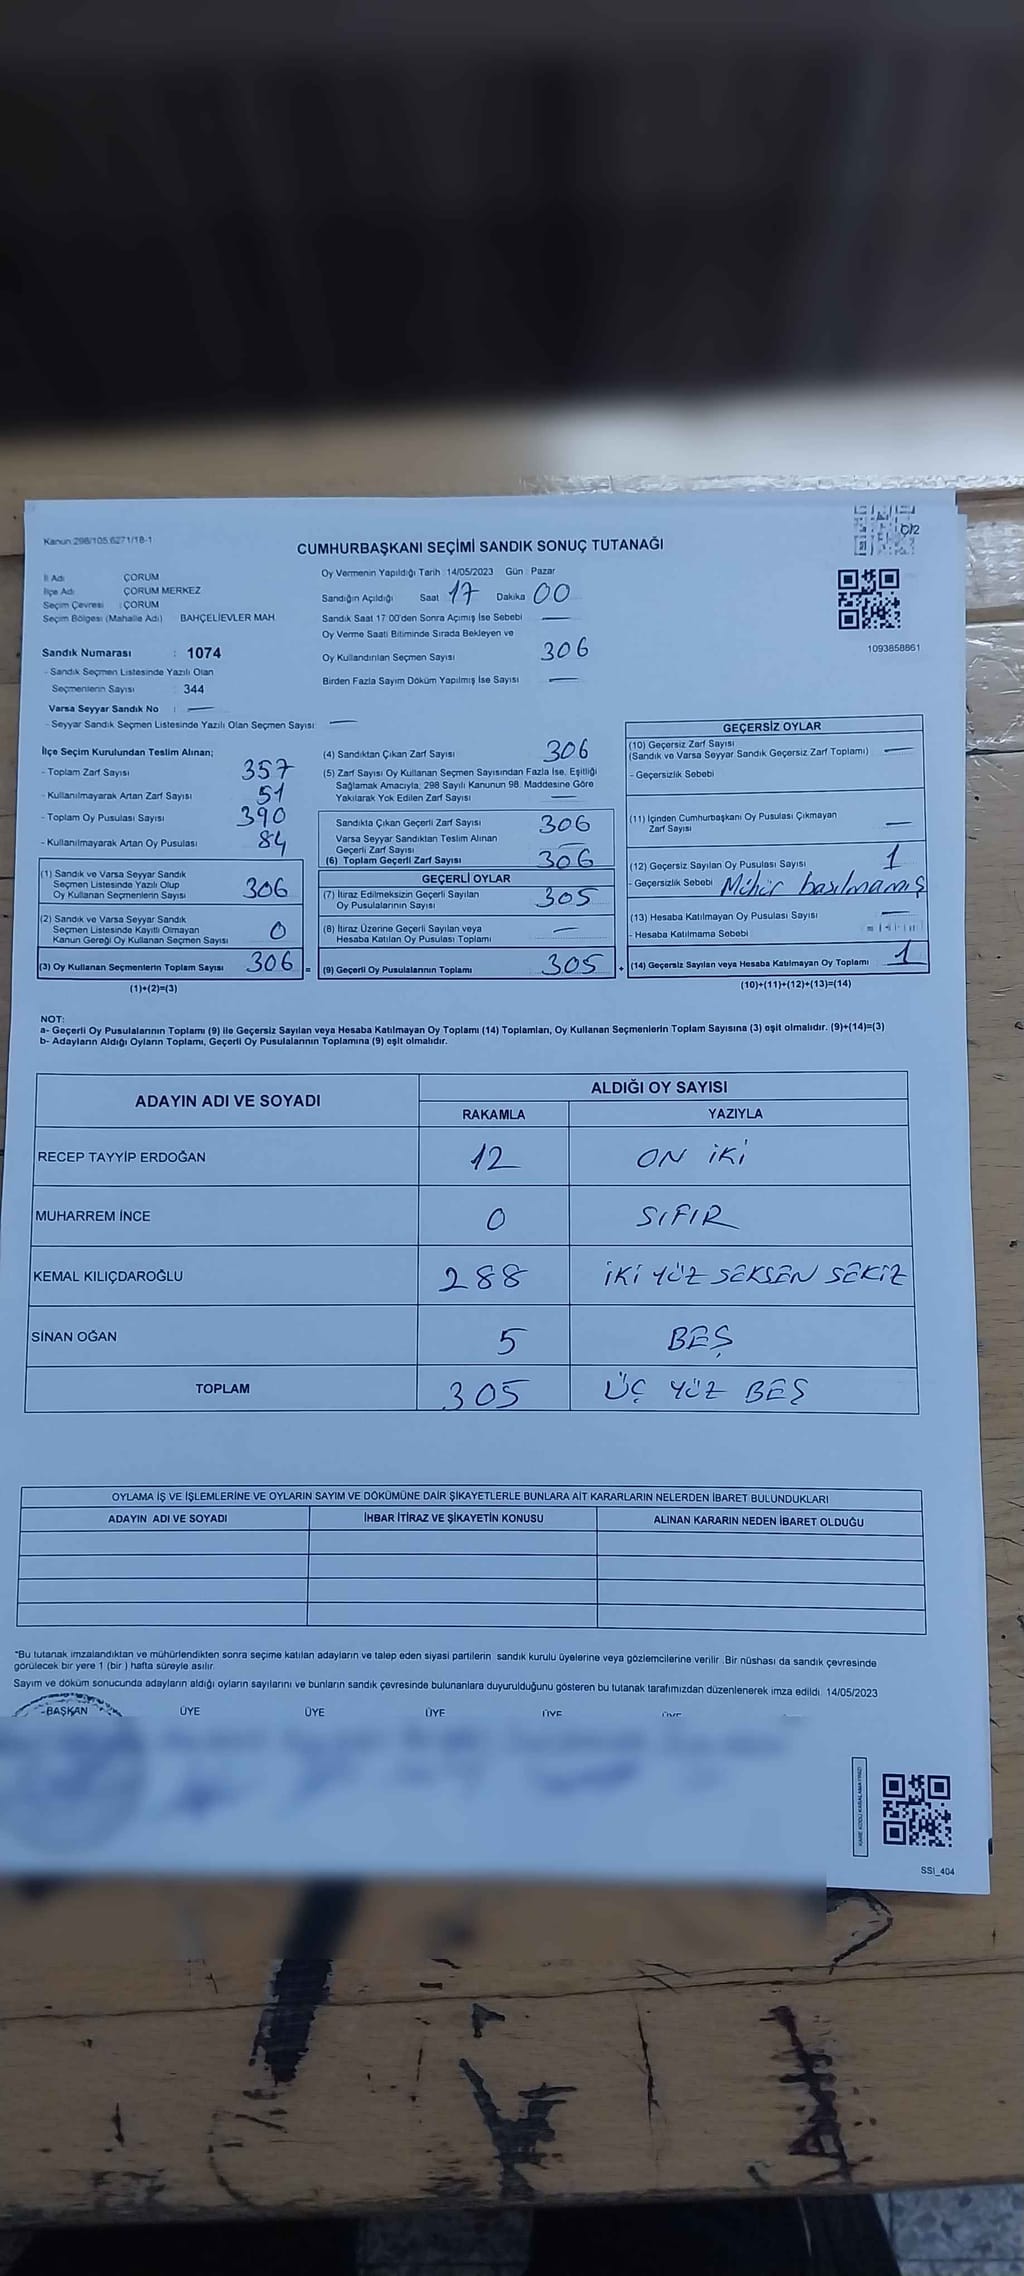 Kanun:298/105.6271/18-1
C/2
CUMHURBAŞKANI SEÇİMİ SANDIK SONUÇ TUTANAĞI
İl Adı : ÇORUM
İlçe Adı : ÇORUM MERKEZ
Seçim Çevresi : ÇORUM
Seçim Bölgesi (Mahalle Adı) BAHÇELİEVLER MAH.
Sandık Numarası : 1074
- Sandık Seçmen Listesinde Yazılı Olan
Seçmenlerin Sayısı : 344
Varsa Seyyar Sandık No : —
- Seyyar Sandık Seçmen Listesinde Yazılı Olan Seçmen Sayısı: —
Oy Vermenin Yapıldığı Tarih :14/05/2023 Gün : Pazar
Sandığın Açıldığı Saat 17 Dakika 00
Sandık Saat 17:00'den Sonra Açımış İse Sebebi —
Oy Verme Saati Bitiminde Sırada Bekleyen ve
Oy Kullandırılan Seçmen Sayısı 306
Birden Fazla Sayım Döküm Yapılmış İse Sayısı —
1093858861
İlçe Seçim Kurulundan Teslim Alınan;
- Toplam Zarf Sayısı 357
- Kullanılmayarak Artan Zarf Sayısı 51
- Toplam Oy Pusulası Sayısı 390
- Kullanılmayarak Artan Oy Pusulası 84
(1) Sandık ve Varsa Seyyar Sandık
Seçmen Listesinde Yazılı Olup
Oy Kullanan Seçmenlerin Sayısı 306
(2) Sandık ve Varsa Seyyar Sandık
Seçmen Listesinde Kayıtlı Olmayan
Kanun Gereği Oy Kullanan Seçmen Sayısı 0
(3) Oy Kullanan Seçmenlerin Toplam Sayısı 306 =
(1)+(2)=(3)
(4) Sandıktan Çıkan Zarf Sayısı 306
(5) Zarf Sayısı Oy Kullanan Seçmen Sayısından Fazla İse, Eşitliği
Sağlamak Amacıyla, 298 Sayılı Kanunun 98. Maddesine Göre
Yakılarak Yok Edilen Zarf Sayısı —
Sandıkta Çıkan Geçerli Zarf Sayısı 306
Varsa Seyyar Sandıktan Teslim Alınan
Geçerli Zarf Sayısı —
(6) Toplam Geçerli Zarf Sayısı 306
GEÇERLİ OYLAR
(7) İtiraz Edilmeksizin Geçerli Sayılan
Oy Pusulalarının Sayısı 305
(8) İtiraz Üzerine Geçerli Sayılan veya
Hesaba Katılan Oy Pusulası Toplamı —
(9) Geçerli Oy Pusulalarının Toplamı 305 +
GEÇERSİZ OYLAR
(10) Geçersiz Zarf Sayısı
(Sandık ve Varsa Seyyar Sandık Geçersiz Zarf Toplamı) —
- Geçersizlik Sebebi
(11) İçinden Cumhurbaşkanı Oy Pusulası Çıkmayan
Zarf Sayısı —
(12) Geçersiz Sayılan Oy Pusulası Sayısı 1
- Geçersizlik Sebebi Mühür basılmamış
(13) Hesaba Katılmayan Oy Pusulası Sayısı —
- Hesaba Katılmama Sebebi
(14) Geçersiz Sayılan veya Hesaba Katılmayan Oy Toplamı 1
(10)+(11)+(12)+(13)=(14)
NOT:
a- Geçerli Oy Pusulalarının Toplamı (9) ile Geçersiz Sayılan veya Hesaba Katılmayan Oy Toplamı (14) Toplamları, Oy Kullanan Seçmenlerin Toplam Sayısına (3) eşit olmalıdır. (9)+(14)=(3)
b- Adayların Aldığı Oyların Toplamı, Geçerli Oy Pusulalarının Toplamına (9) eşit olmalıdır.
ADAYIN ADI VE SOYADI
ALDIĞI OY SAYISI
RAKAMLA YAZIYLA
RECEP TAYYİP ERDOĞAN 12 ON İKİ
MUHARREM İNCE 0 SIFIR
KEMAL KILIÇDAROĞLU 288 İKİ YÜZ SEKSEN SEKİZ
SİNAN OĞAN 5 BEŞ
TOPLAM 305 ÜÇ YÜZ BEŞ
OYLAMA İŞ VE İŞLEMLERİNE VE OYLARIN SAYIM VE DÖKÜMÜNE DAİR ŞİKAYETLERLE BUNLARA AİT KARARLARIN NELERDEN İBARET BULUNDUKLARI
ADAYIN ADI VE SOYADI İHBAR İTİRAZ VE ŞİKAYETİN KONUSU ALINAN KARARIN NEDEN İBARET OLDUĞU
*Bu tutanak imzalandıktan ve mühürlendikten sonra seçime katılan adayların ve talep eden siyasi partilerin sandık kurulu üyelerine veya gözlemcilerine verilir. Bir nüshası da sandık çevresinde
görülecek bir yere 1 (bir ) hafta süreyle asılır.
Sayım ve döküm sonucunda adayların aldığı oyların sayılarını ve bunların sandık çevresinde bulunanlara duyurulduğunu gösteren bu tutanak tarafımızdan düzenlenerek imza edildi. 14/05/2023
BAŞKAN ÜYE ÜYE ÜYE ÜYE ÜYE
KARE KODU KARALAMAYINIZ!
SSI_404